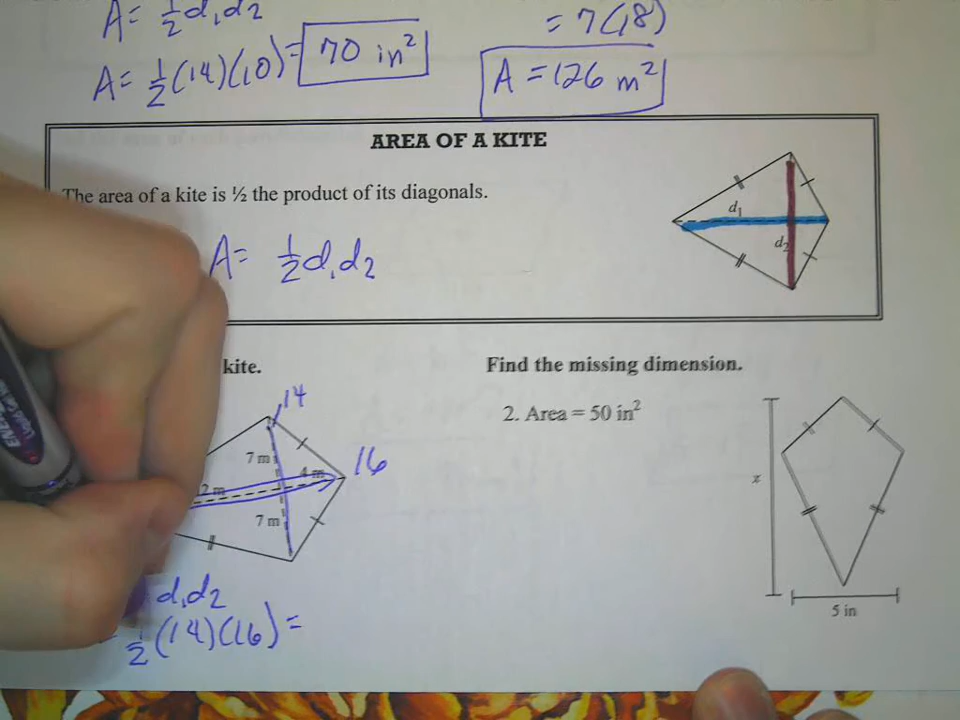 A = ½d₁d₂
A = ½(14)(10) = 70 in²
= 7(18)
A = 126 m²
AREA OF A KITE
The area of a kite is ½ the product of its diagonals.
A = ½d₁d₂
d₁
d₂
kite.
14
7 m
4 m
16
2 m
7 m
d₁d₂
½(14)(16) =
Find the missing dimension.
2. Area = 50 in²
x
5 in